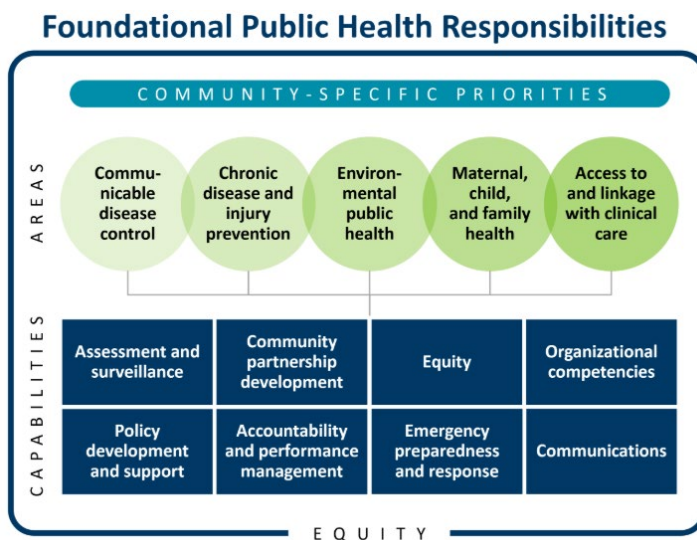 Foundational Public Health Responsibilities
COMMUNITY-SPECIFIC PRIORITIES
AREAS
Commu-
nicable
disease
control
Chronic
disease and
injury
prevention
Environ-
mental
public
health
Maternal,
child,
and family
health
Access to
and linkage
with clinical
care
CAPABILITIES
Assessment and
surveillance
Community
partnership
development
Equity
Organizational
competencies
Policy
development
and support
Accountability
and performance
management
Emergency
preparedness
and response
Communications
EQUITY